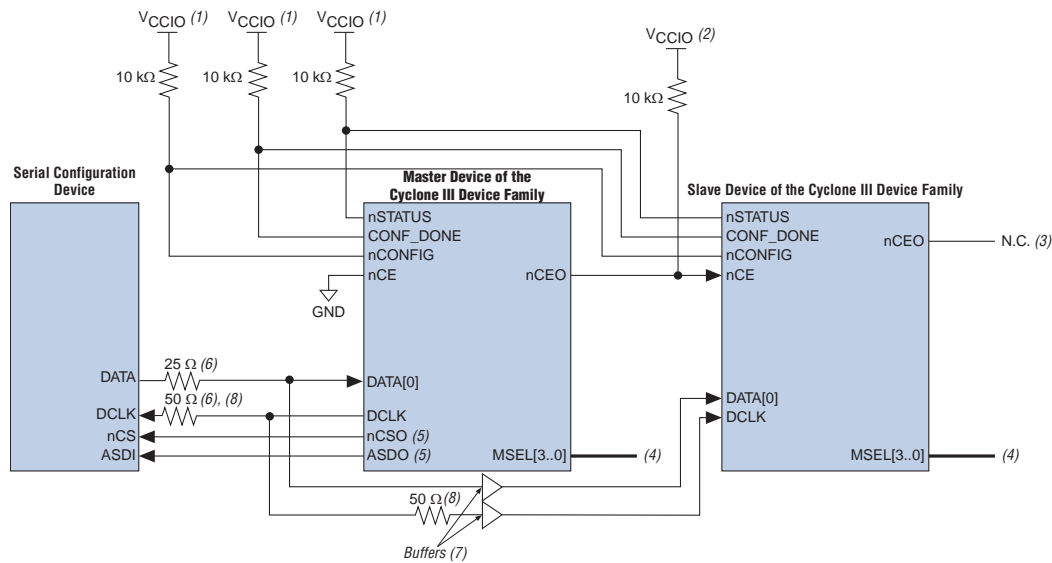 VCCIO (1) VCCIO (1) VCCIO (1)
VCCIO (2)
10 kΩ 10 kΩ 10 kΩ
10 kΩ
Serial Configuration
Device
Master Device of the
Cyclone III Device Family
Slave Device of the Cyclone III Device Family
nSTATUS
CONF_DONE
nCONFIG
nCE
nCEO
GND
nSTATUS
CONF_DONE
nCONFIG
nCE
nCEO
N.C. (3)
DATA
DCLK
nCS
ASDI
25 Ω (6)
50 Ω (6), (8)
DATA[0]
DCLK
nCSO (5)
ASDO (5)
MSEL[3..0]
(4)
DATA[0]
DCLK
MSEL[3..0]
(4)
50 Ω (8)
Buffers (7)